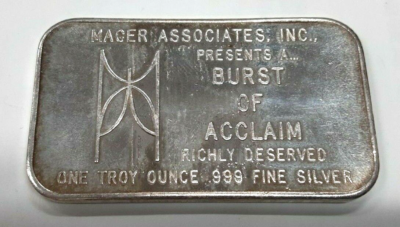 MAGER ASSOCIATES, INC.,
PRESENTS A...
BURST
OF
ACCLAIM
RICHLY DESERVED
ONE TROY OUNCE .999 FINE SILVER